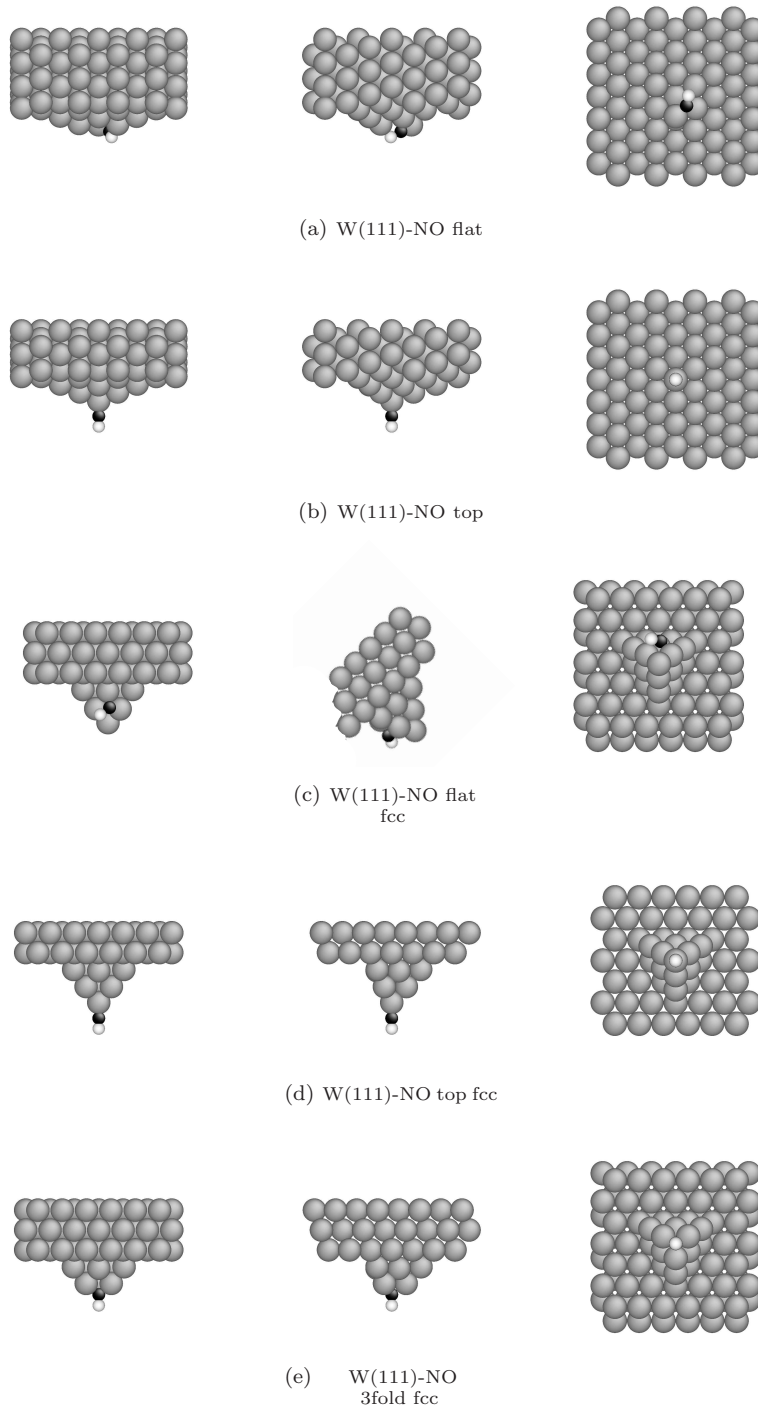 (a) W(111)-NO flat
(b) W(111)-NO top
(c) W(111)-NO flat
fcc
(d) W(111)-NO top fcc
(e) W(111)-NO
3fold fcc